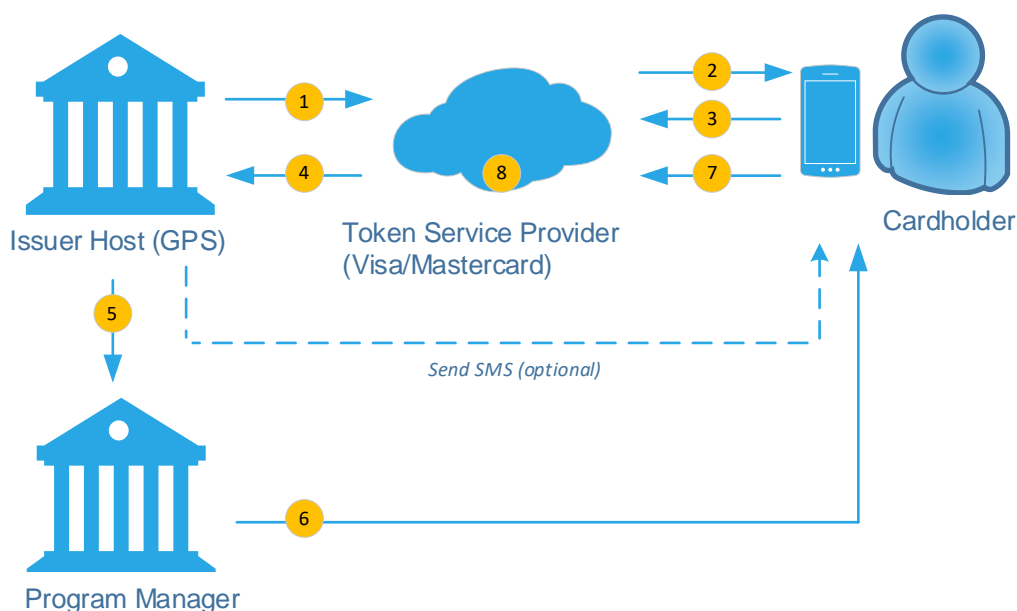 1
2
3
4
8
7
Issuer Host (GPS)
Token Service Provider
(Visa/Mastercard)
Cardholder
5
Send SMS (optional)
6
Program Manager